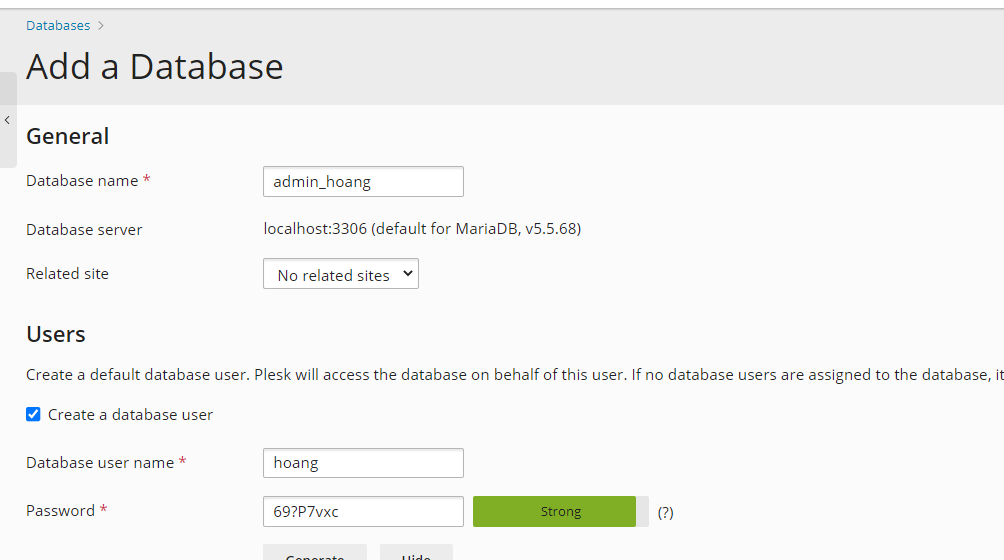 Databases >
Add a Database
General
Database name *
admin_hoang
Database server
localhost:3306 (default for MariaDB, v5.5.68)
Related site
No related sites
Users
Create a default database user. Plesk will access the database on behalf of this user. If no database users are assigned to the database, it
Create a database user
Database user name *
hoang
Password *
69?P7vxc
Strong
(?)
Generate
Hide